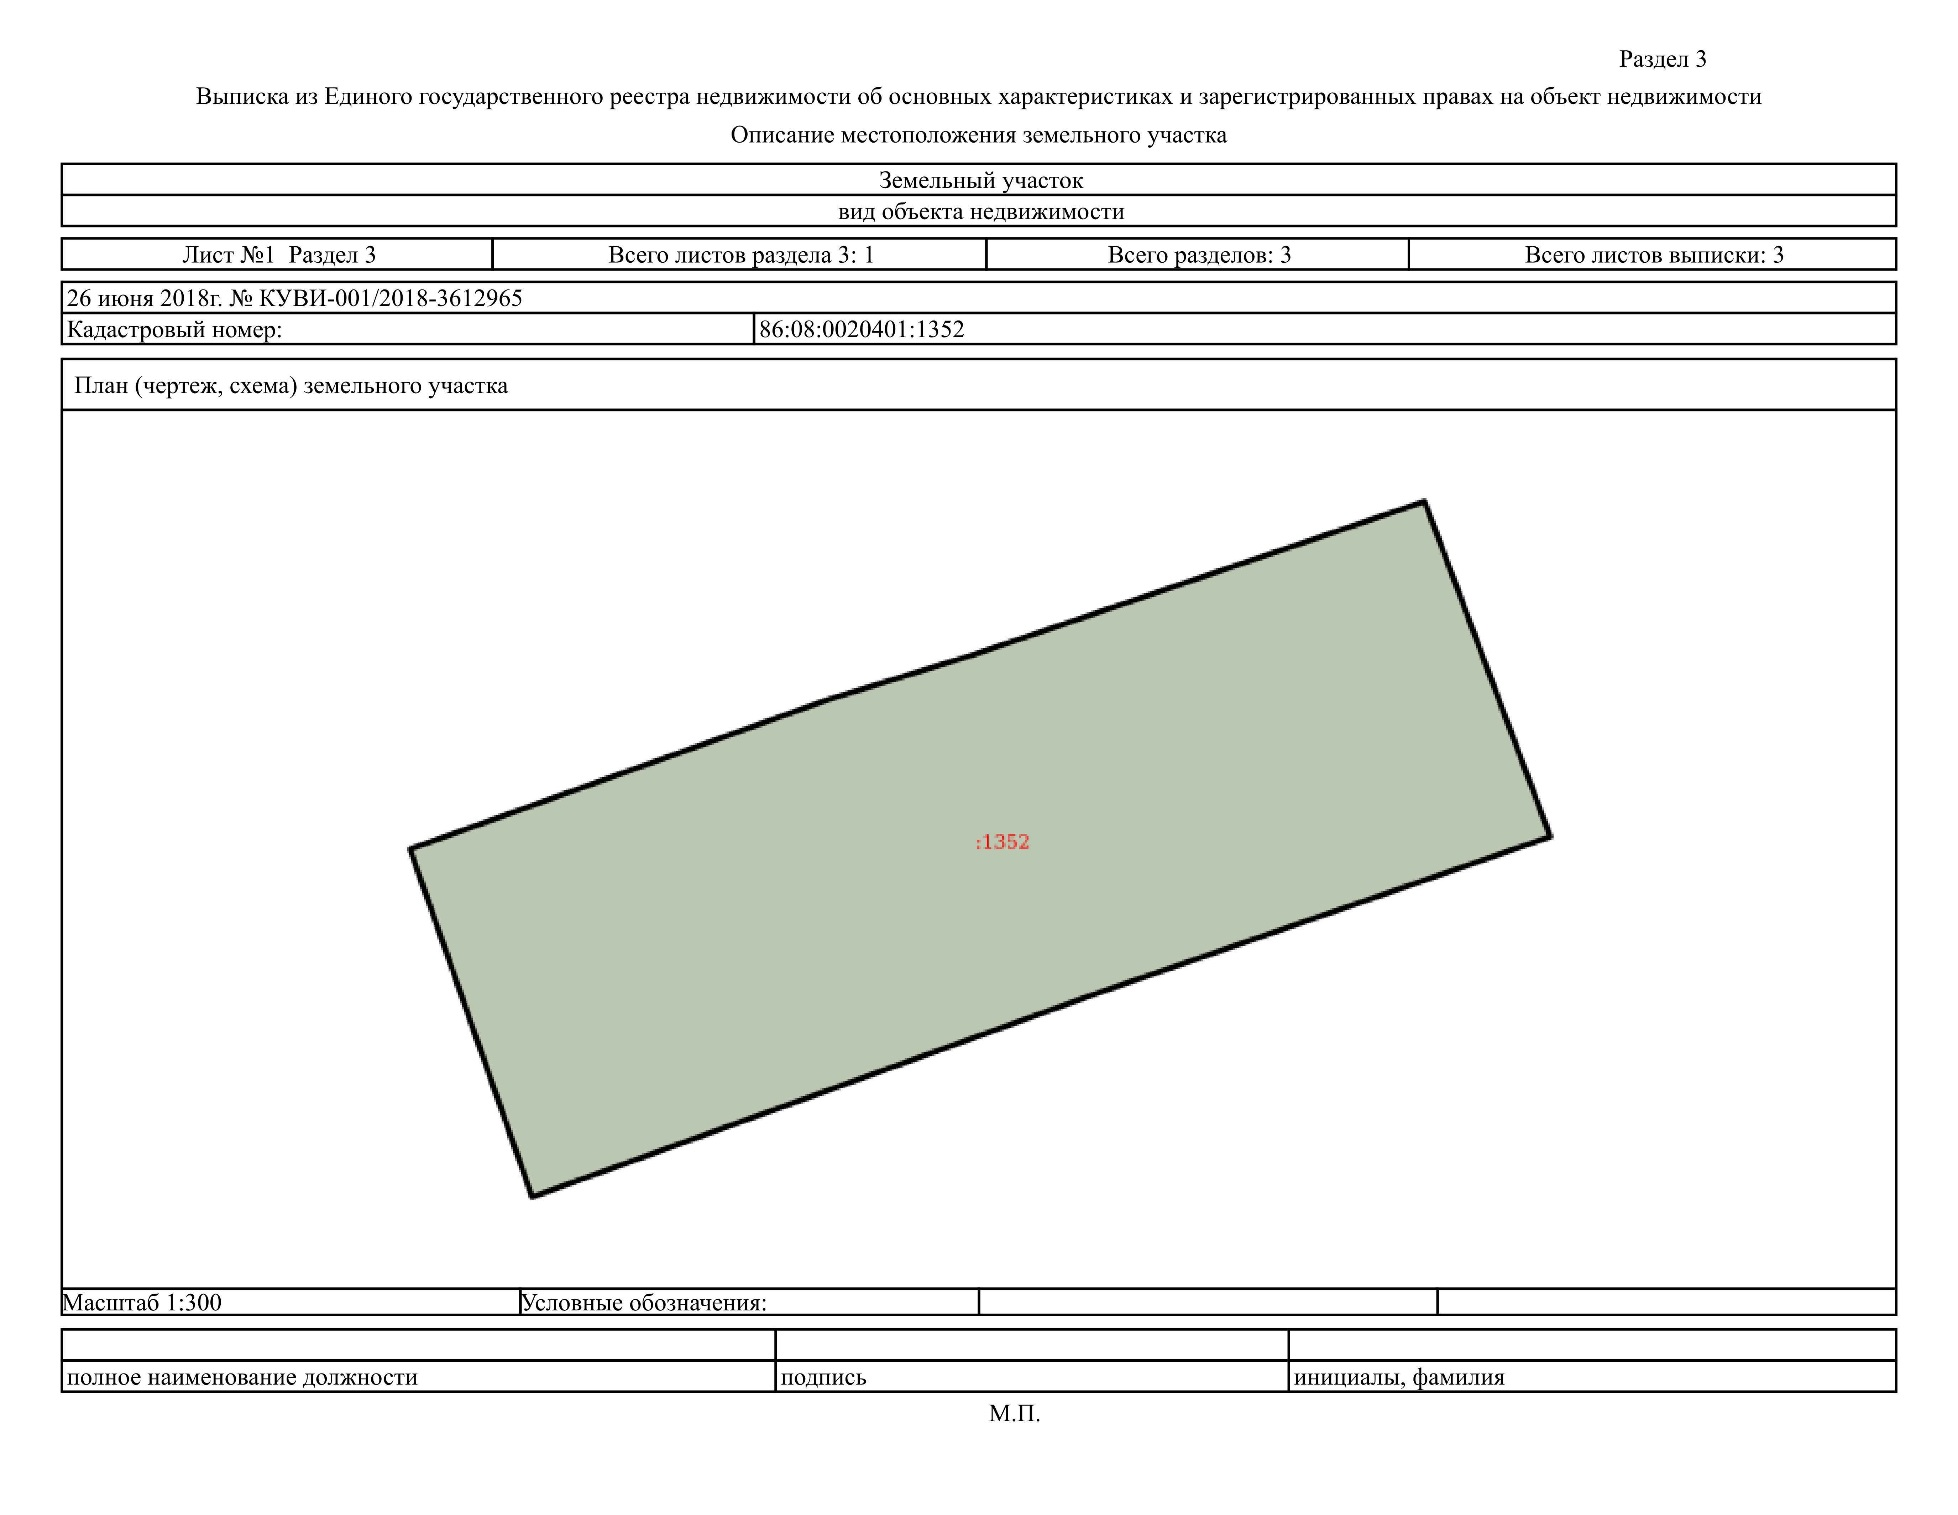 Раздел 3
Выписка из Единого государственного реестра недвижимости об основных характеристиках и зарегистрированных правах на объект недвижимости
Описание местоположения земельного участка
Земельный участок
вид объекта недвижимости
Лист №1 Раздел 3 Всего листов раздела 3: 1 Всего разделов: 3 Всего листов выписки: 3
26 июня 2018г. № КУВИ-001/2018-3612965
Кадастровый номер: 86:08:0020401:1352
План (чертеж, схема) земельного участка
:1352
Масштаб 1:300 Условные обозначения:
полное наименование должности подпись инициалы, фамилия
М.П.